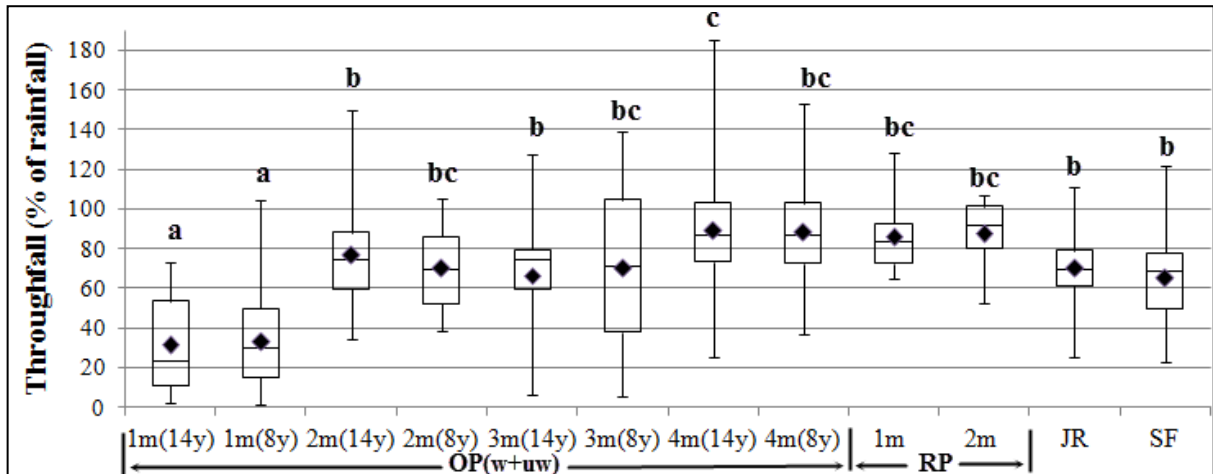 Throughfall (% of rainfall)
180
160
140
120
100
80
60
40
20
0
a
a
b
bc
b
bc
c
bc
bc
bc
b
b
1m(14y) 1m(8y) 2m(14y) 2m(8y) 3m(14y) 3m(8y) 4m(14y) 4m(8y) 1m 2m JR SF
OP(w+uw) RP